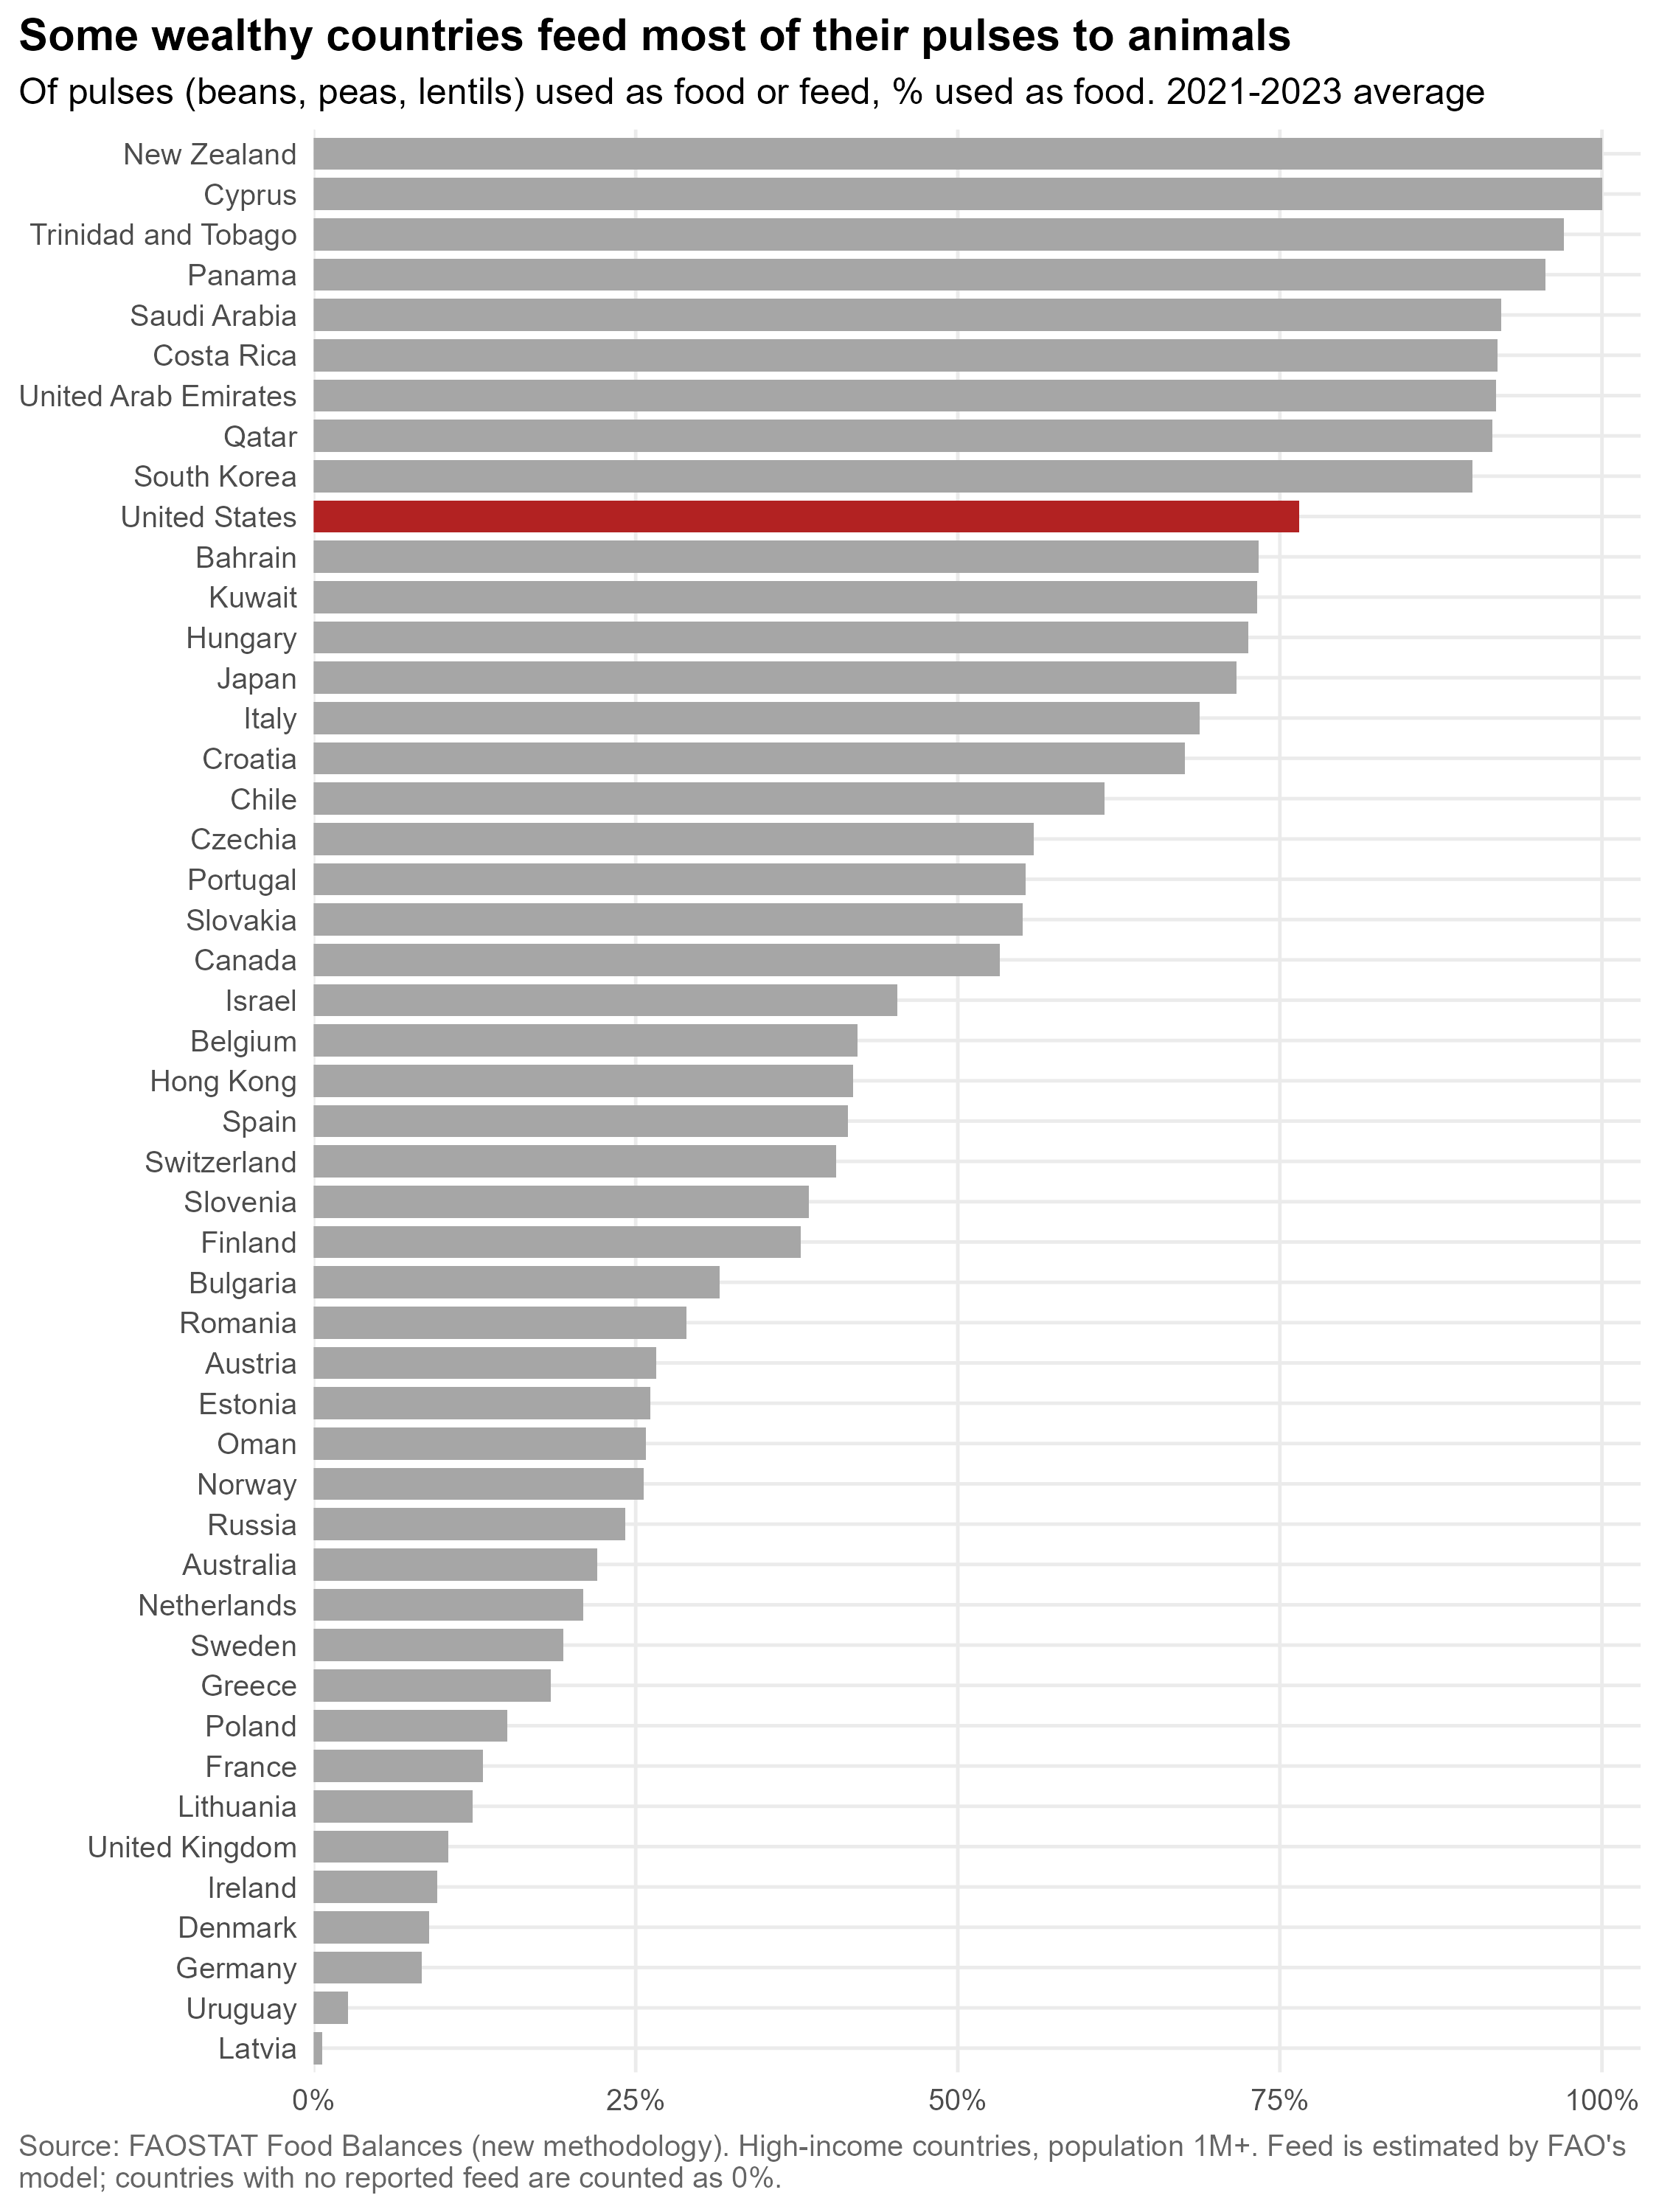 Some wealthy countries feed most of their pulses to animals
Of pulses (beans, peas, lentils) used as food or feed, % used as food. 2021-2023 average
New Zealand
Cyprus
Trinidad and Tobago
Panama
Saudi Arabia
Costa Rica
United Arab Emirates
Qatar
South Korea
United States
Bahrain
Kuwait
Hungary
Japan
Italy
Croatia
Chile
Czechia
Portugal
Slovakia
Canada
Israel
Belgium
Hong Kong
Spain
Switzerland
Slovenia
Finland
Bulgaria
Romania
Austria
Estonia
Oman
Norway
Russia
Australia
Netherlands
Sweden
Greece
Poland
France
Lithuania
United Kingdom
Ireland
Denmark
Germany
Uruguay
Latvia
0% 25% 50% 75% 100%
Source: FAOSTAT Food Balances (new methodology). High-income countries, population 1M+. Feed is estimated by FAO's
model; countries with no reported feed are counted as 0%.